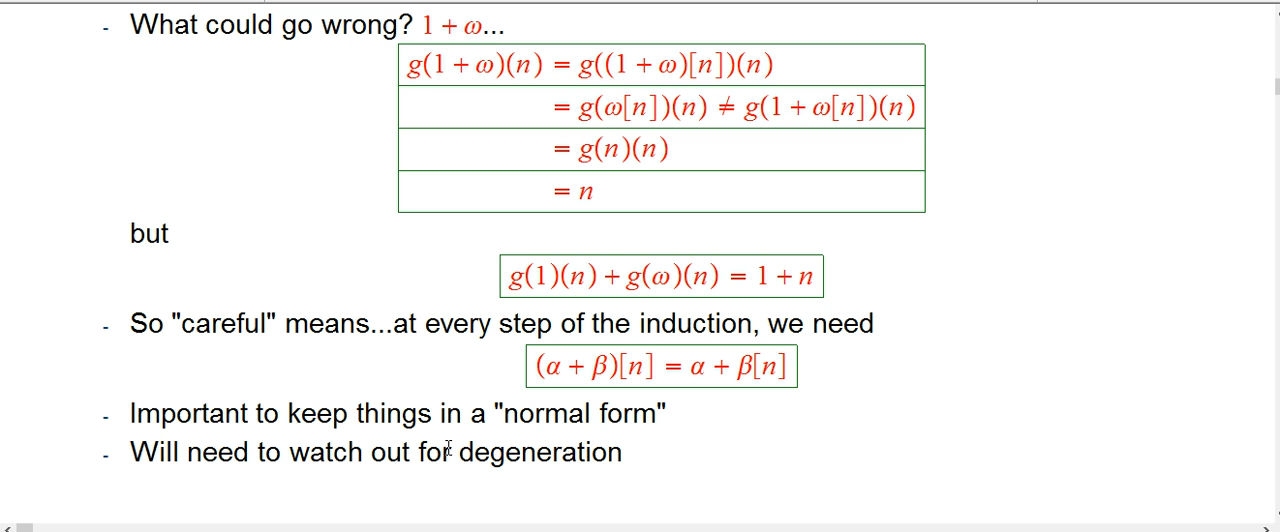 - What could go wrong? 1 + ω...
g(1 + ω)(n) = g((1 + ω)[n])(n)
= g(ω[n])(n) ≠ g(1 + ω[n])(n)
= g(n)(n)
= n
but
g(1)(n) + g(ω)(n) = 1 + n
- So "careful" means...at every step of the induction, we need
(α + β)[n] = α + β[n]
- Important to keep things in a "normal form"
- Will need to watch out for degeneration